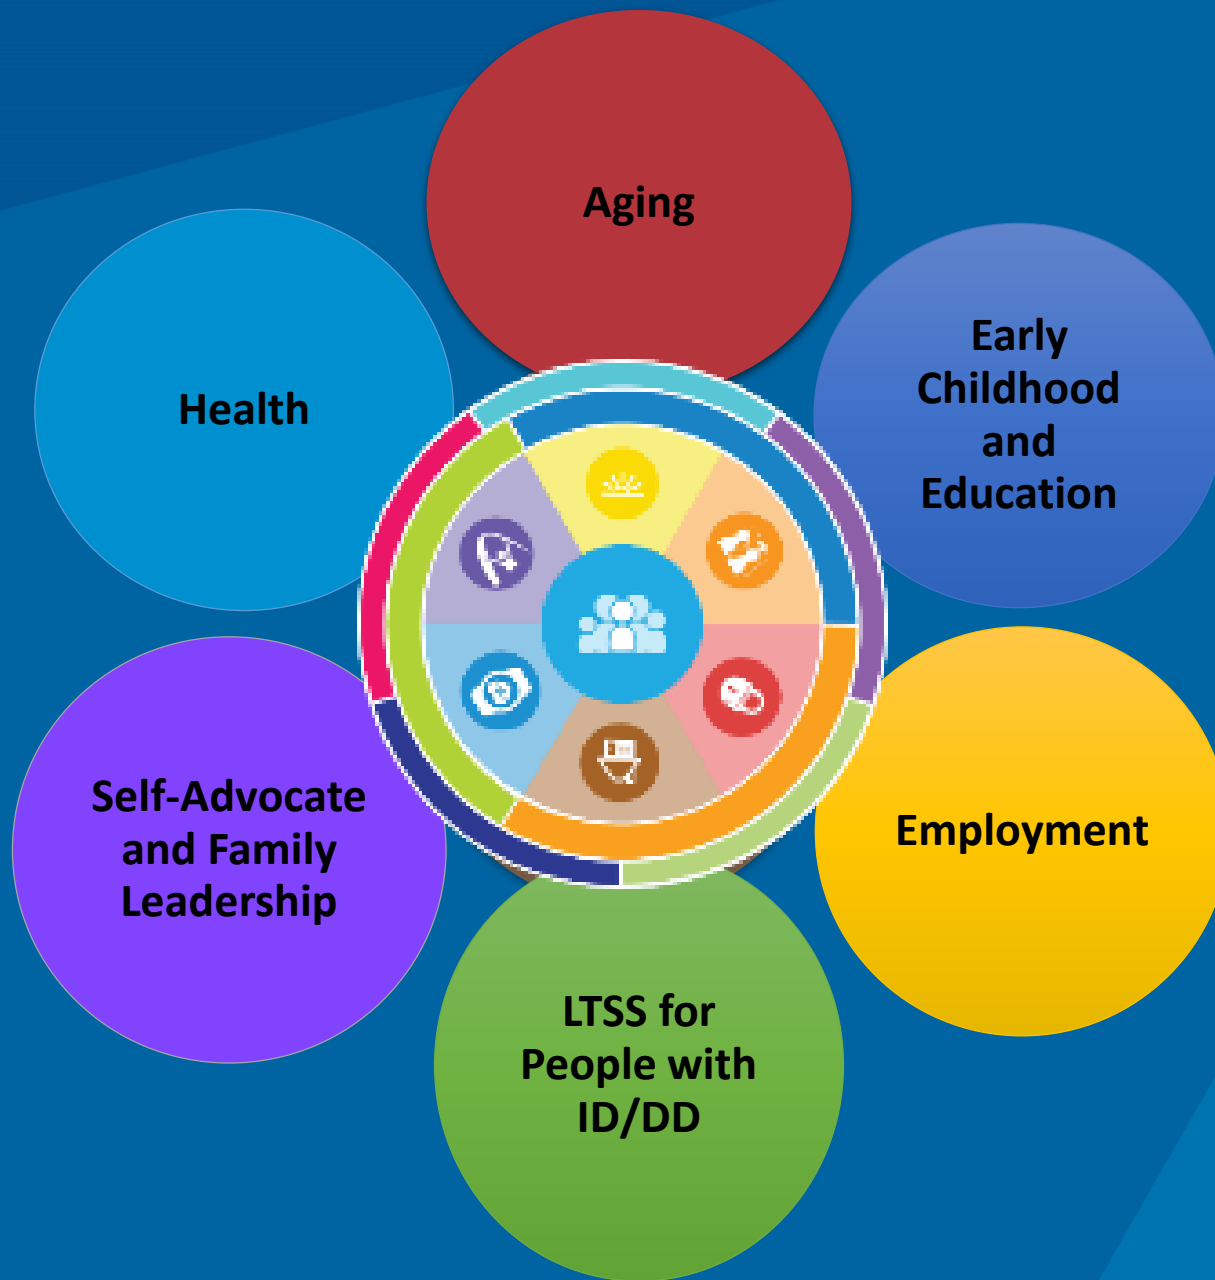 Aging
Health
Early
Childhood
and
Education
Self-Advocate
and Family
Leadership
Employment
LTSS for
People with
ID/DD